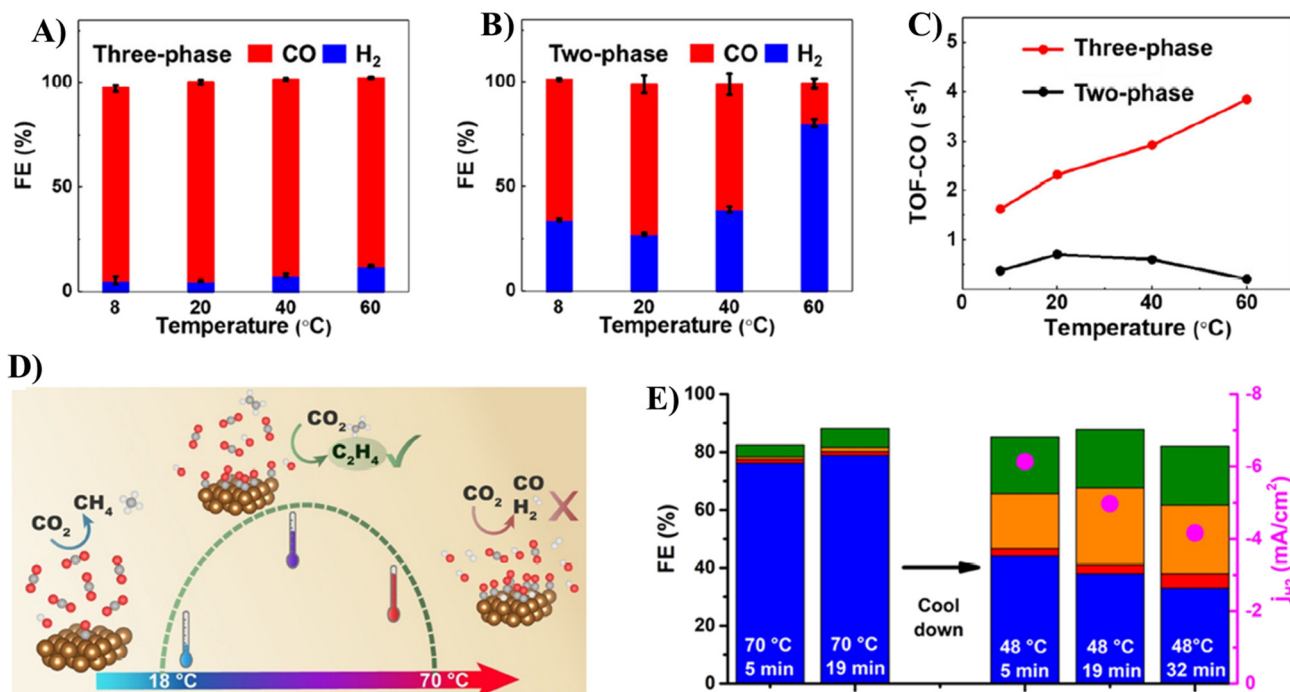 A)
Three-phase CO H₂
FE (%)
100
50
0
8 20 40 60
Temperature (°C)
B)
Two-phase CO H₂
FE (%)
100
50
0
8 20 40 60
Temperature (°C)
C)
Three-phase
Two-phase
TOF-CO ( s⁻¹)
5
4
3
2
1
0 20 40 60
Temperature (°C)
D)
CO₂ CH₄
CO₂
C₂H₄
CO₂ CO
H₂
18 °C 70 °C
E)
FE (%)
100
80
60
40
20
0
70 °C
5 min
70 °C
19 min
Cool
down
48 °C
5 min
48 °C
19 min
48°C
32 min
-8
-6
-4
-2
0
j_H2 (mA/cm²)